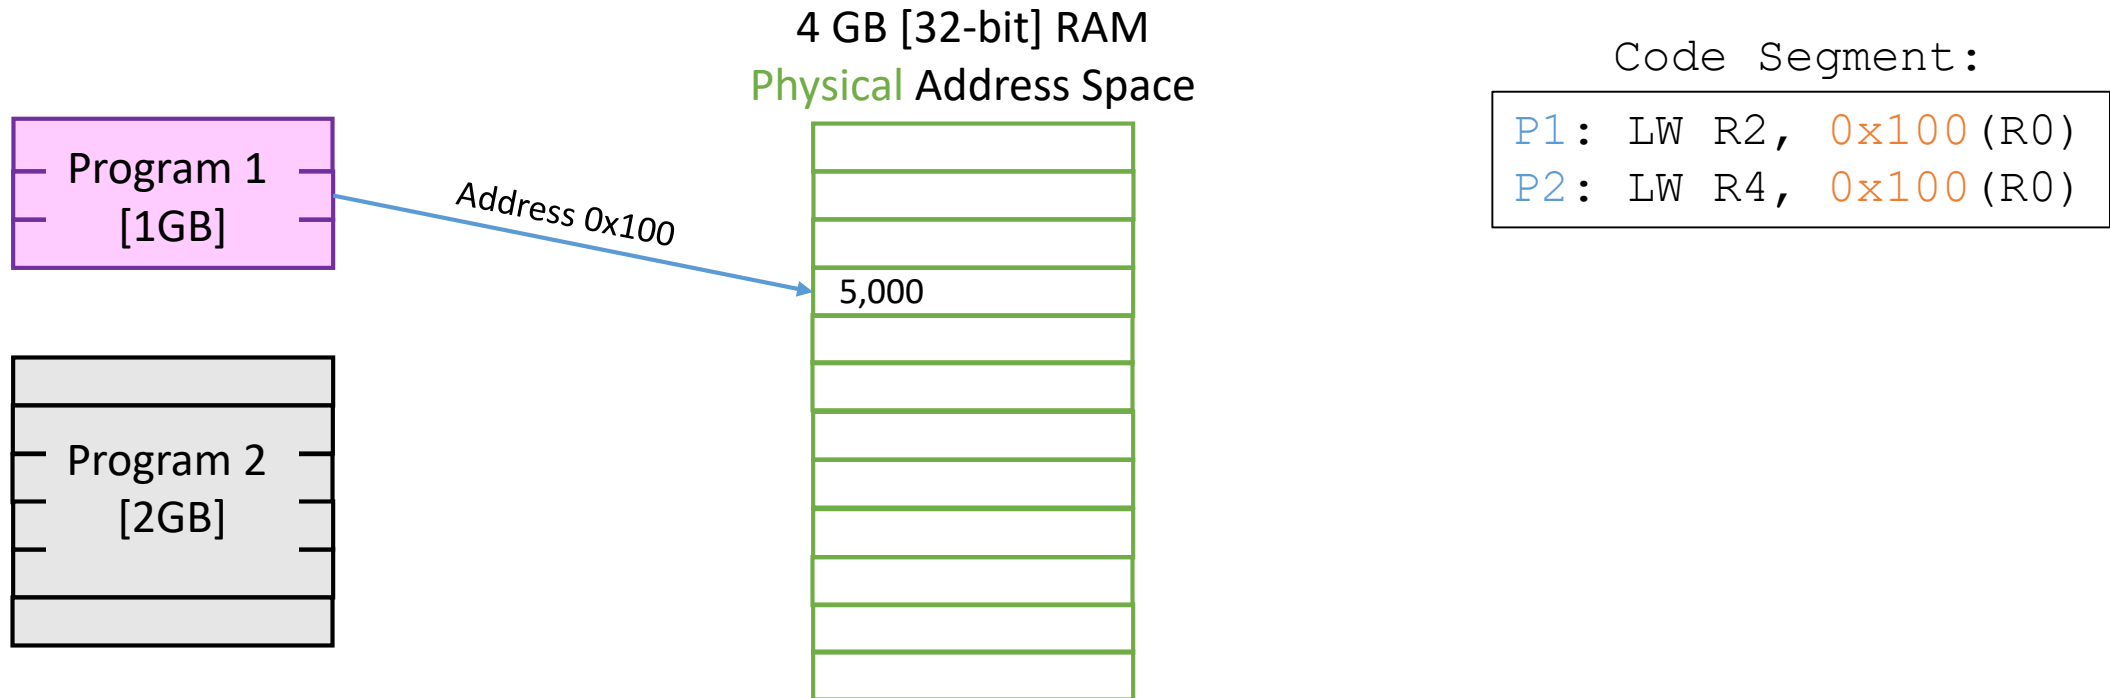 4 GB [32-bit] RAM
Physical Address Space
Code Segment:
P1: LW R2, 0x100(R0)
P2: LW R4, 0x100(R0)
Program 1
[1GB]
Address 0x100
5,000
Program 2
[2GB]